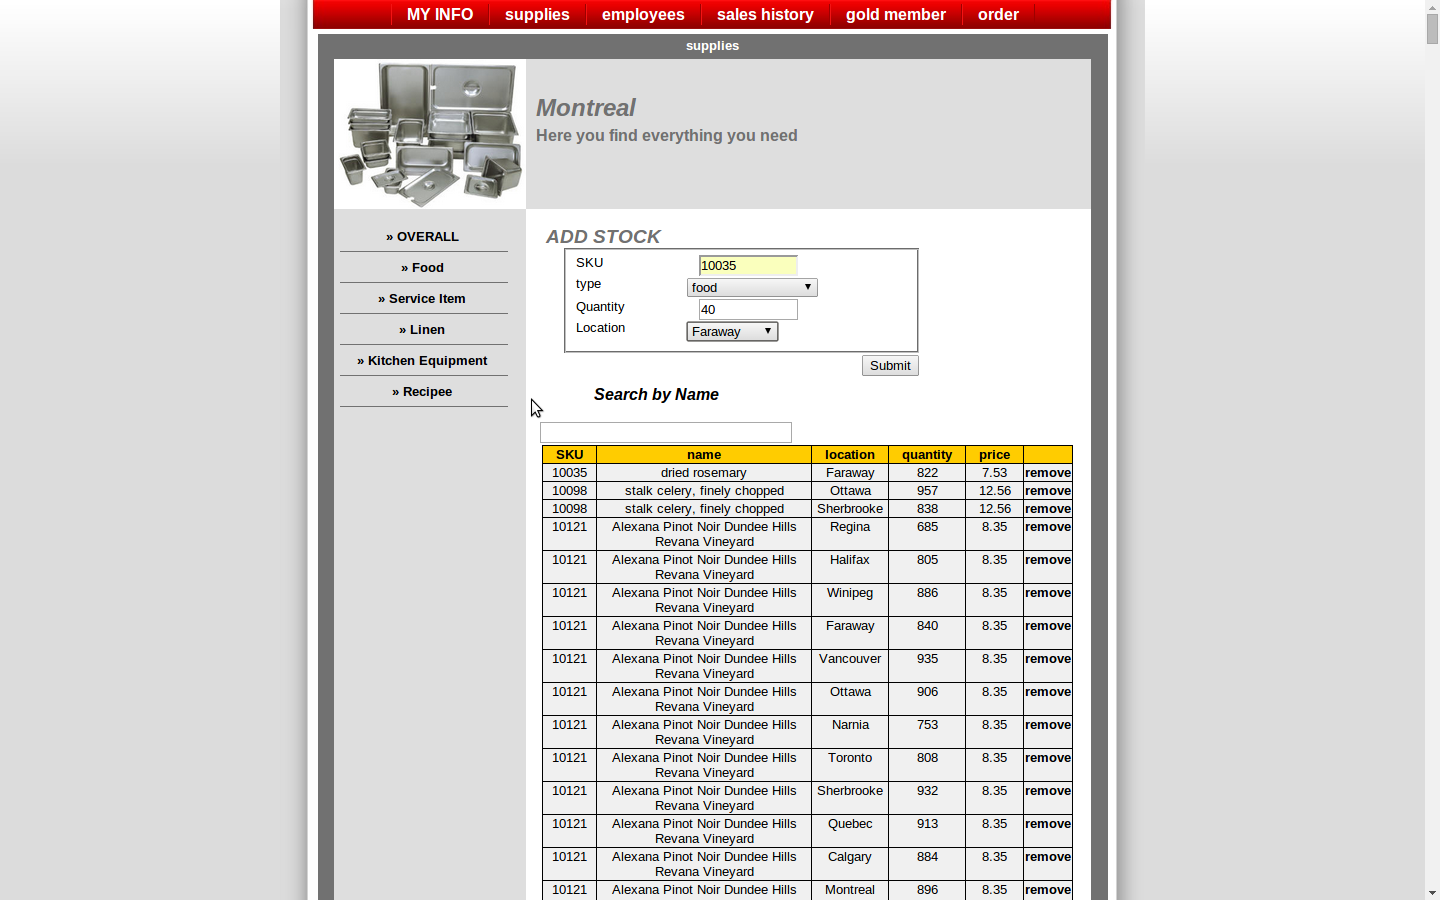 MY INFO supplies employees sales history gold member order
supplies
Montreal
Here you find everything you need
» OVERALL
» Food
» Service Item
» Linen
» Kitchen Equipment
» Recipee
ADD STOCK
SKU 10035
type food
Quantity 40
Location Faraway
Submit
Search by Name
SKU name location quantity price
10035 dried rosemary Faraway 822 7.53 remove
10098 stalk celery, finely chopped Ottawa 957 12.56 remove
10098 stalk celery, finely chopped Sherbrooke 838 12.56 remove
10121 Alexana Pinot Noir Dundee Hills Regina 685 8.35 remove
Revana Vineyard
10121 Alexana Pinot Noir Dundee Hills Halifax 805 8.35 remove
Revana Vineyard
10121 Alexana Pinot Noir Dundee Hills Winipeg 886 8.35 remove
Revana Vineyard
10121 Alexana Pinot Noir Dundee Hills Faraway 840 8.35 remove
Revana Vineyard
10121 Alexana Pinot Noir Dundee Hills Vancouver 935 8.35 remove
Revana Vineyard
10121 Alexana Pinot Noir Dundee Hills Ottawa 906 8.35 remove
Revana Vineyard
10121 Alexana Pinot Noir Dundee Hills Narnia 753 8.35 remove
Revana Vineyard
10121 Alexana Pinot Noir Dundee Hills Toronto 808 8.35 remove
Revana Vineyard
10121 Alexana Pinot Noir Dundee Hills Sherbrooke 932 8.35 remove
Revana Vineyard
10121 Alexana Pinot Noir Dundee Hills Quebec 913 8.35 remove
Revana Vineyard
10121 Alexana Pinot Noir Dundee Hills Calgary 884 8.35 remove
Revana Vineyard
10121 Alexana Pinot Noir Dundee Hills Montreal 896 8.35 remove